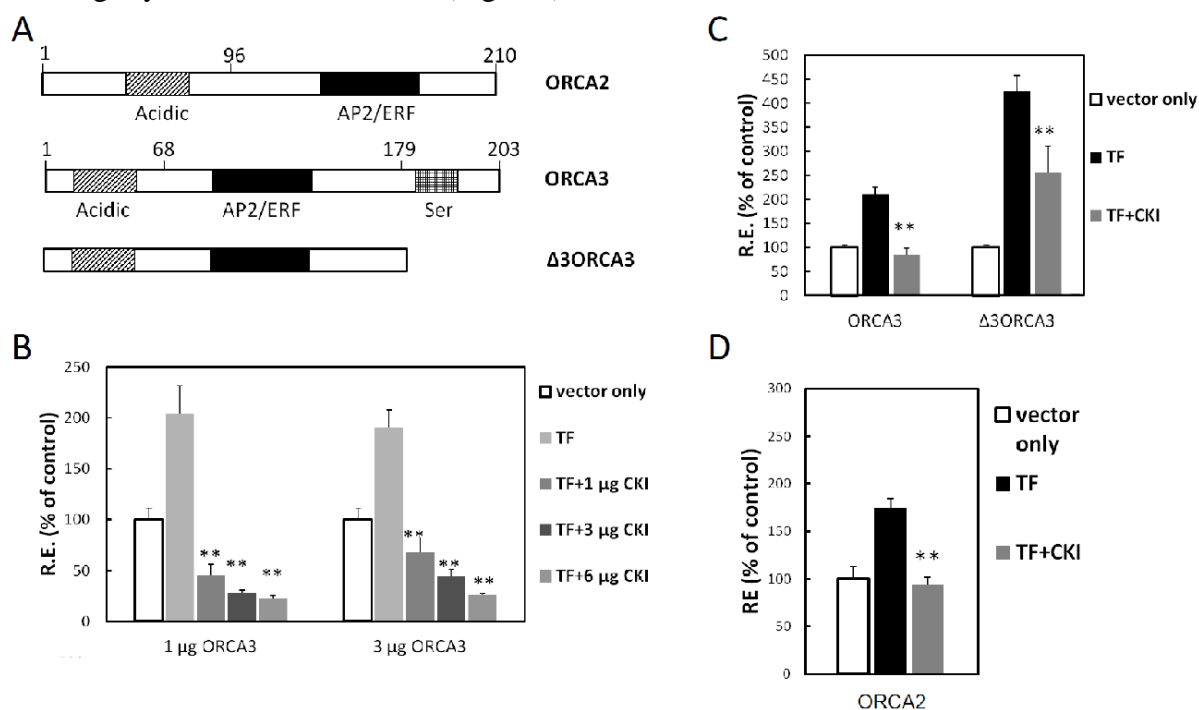 A
1 96 210
ORCA2
Acidic AP2/ERF
1 68 179 203
ORCA3
Acidic AP2/ERF Ser
Δ3ORCA3
B
R.E. (% of control)
250
200
150
100
50
0
1 µg ORCA3 3 µg ORCA3
** ** **
** ** **
vector only
TF
TF+1 µg CKI
TF+3 µg CKI
TF+6 µg CKI
C
R.E. (% of control)
500
450
400
350
300
250
200
150
100
50
0
** **
ORCA3 Δ3ORCA3
vector only
TF
TF+CKI
D
RE (% of control)
300
250
200
150
100
50
0
**
ORCA2
vector
only
TF
TF+CKI